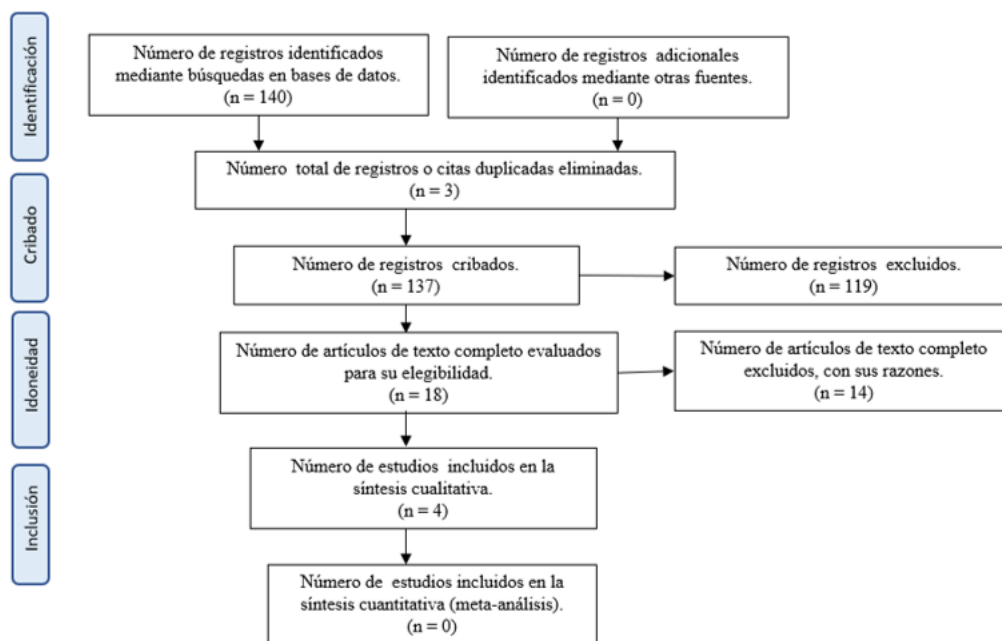 Identificación
Número de registros identificados
mediante búsquedas en bases de datos.
(n = 140)
Número de registros adicionales
identificados mediante otras fuentes.
(n = 0)
Número total de registros o citas duplicadas eliminadas.
(n = 3)
Cribado
Número de registros cribados.
(n = 137)
Número de registros excluidos.
(n = 119)
Idoneidad
Número de artículos de texto completo evaluados
para su elegibilidad.
(n = 18)
Número de artículos de texto completo
excluidos, con sus razones.
(n = 14)
Inclusión
Número de estudios incluidos en la
síntesis cualitativa.
(n = 4)
Número de estudios incluidos en la
síntesis cuantitativa (meta-análisis).
(n = 0)